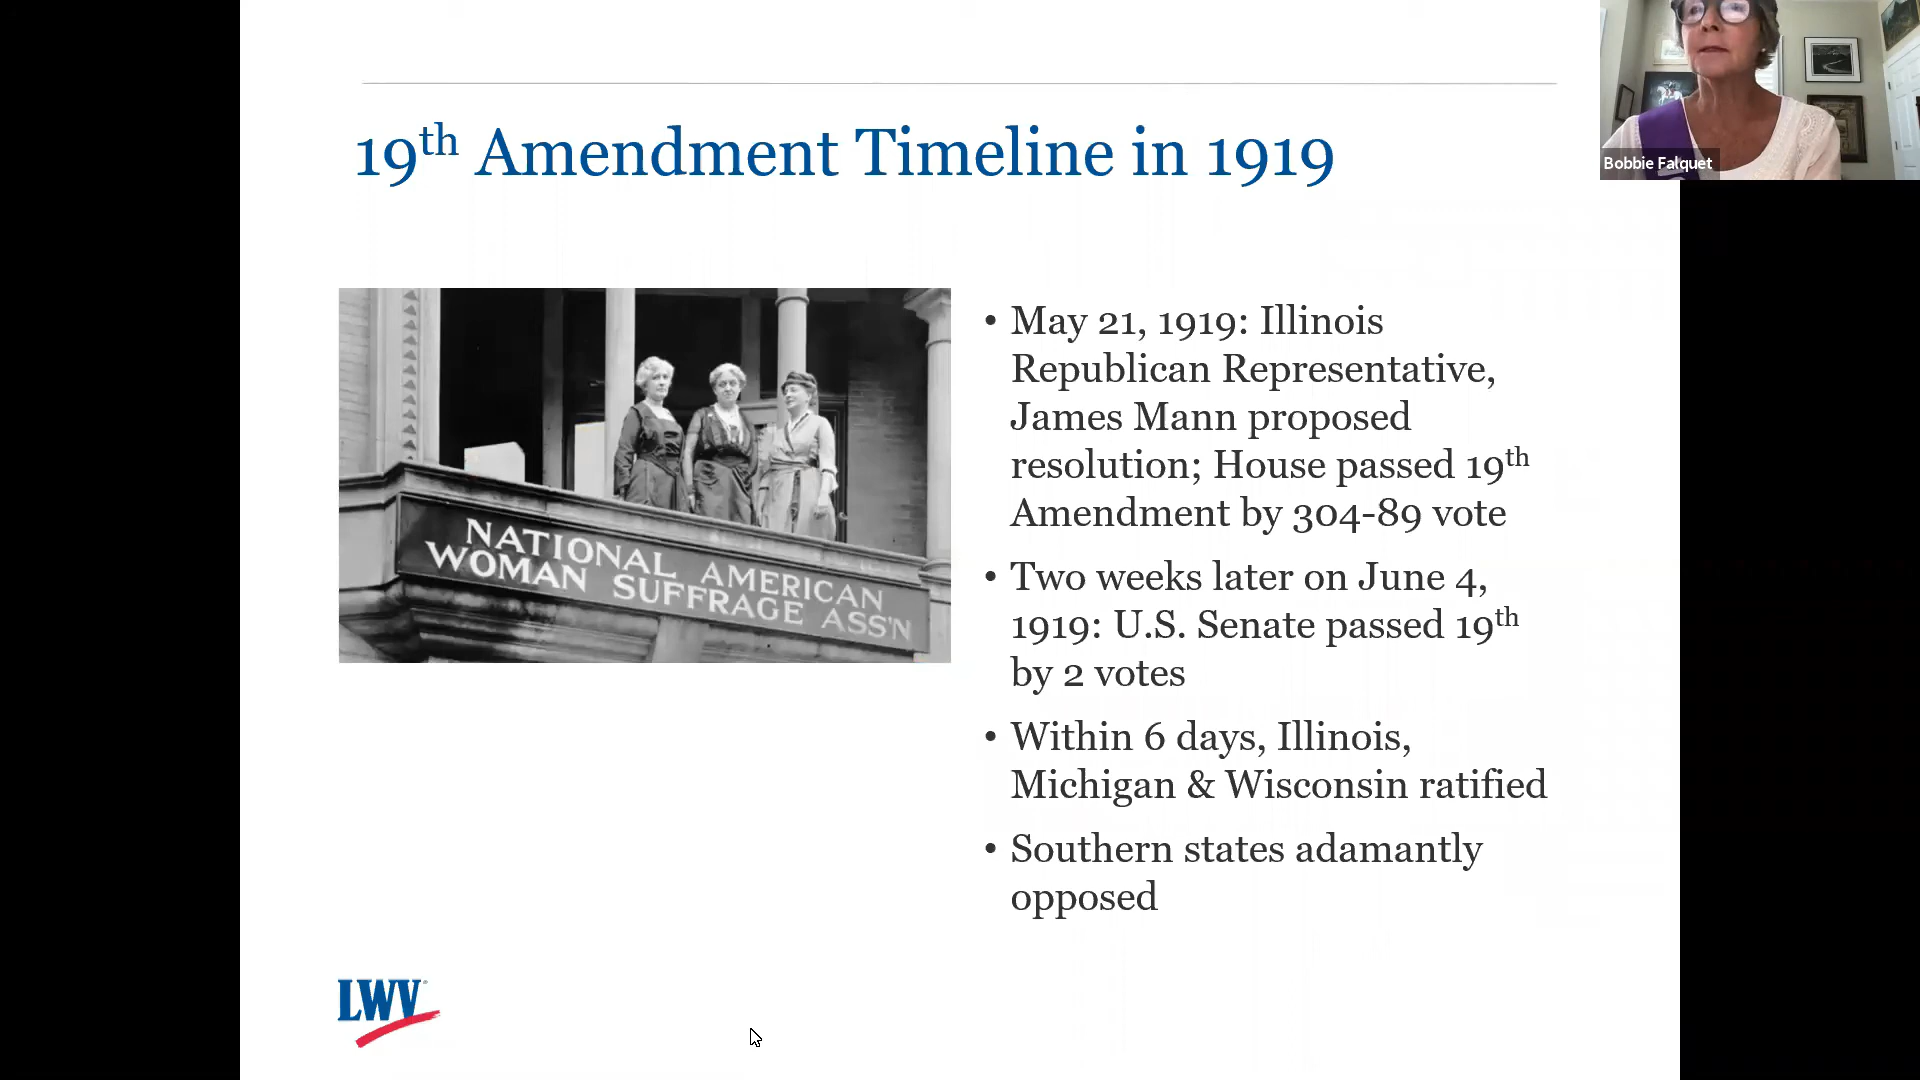 Bobbie Falquet
19th Amendment Timeline in 1919
NATIONAL AMERICAN
WOMAN SUFFRAGE ASS'N
• May 21, 1919: Illinois
Republican Representative,
James Mann proposed
resolution; House passed 19th
Amendment by 304-89 vote
• Two weeks later on June 4,
1919: U.S. Senate passed 19th
by 2 votes
• Within 6 days, Illinois,
Michigan & Wisconsin ratified
• Southern states adamantly
opposed
LWV